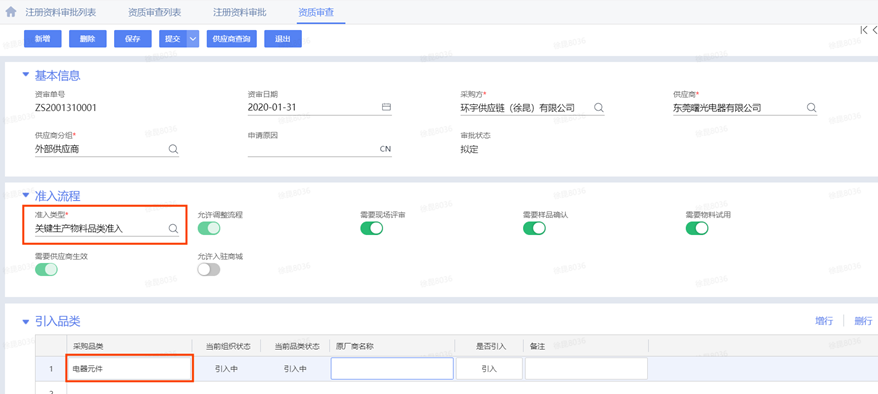 注册资料审批列表 资质审查列表 注册资料审批 资质审查
新增 删除 保存 提交 供应商查询 退出
基本信息
资审单号 资审日期 采购方* 供应商*
ZS2001310001 2020-01-31 环宇供应链（徐昆）有限公司 东莞曙光电器有限公司
供应商分组* 申请原因 审批状态
外部供应商 CN 拟定
准入流程
准入类型* 允许调整流程 需要现场评审 需要样品确认 需要物料试用
关键生产物料品类准入
需要供应商生效 允许入驻商城
引入品类 增行 删行
采购品类 当前组织状态 当前品类状态 原厂商名称 是否引入 备注
1 电器元件 引入中 引入中 引入
2